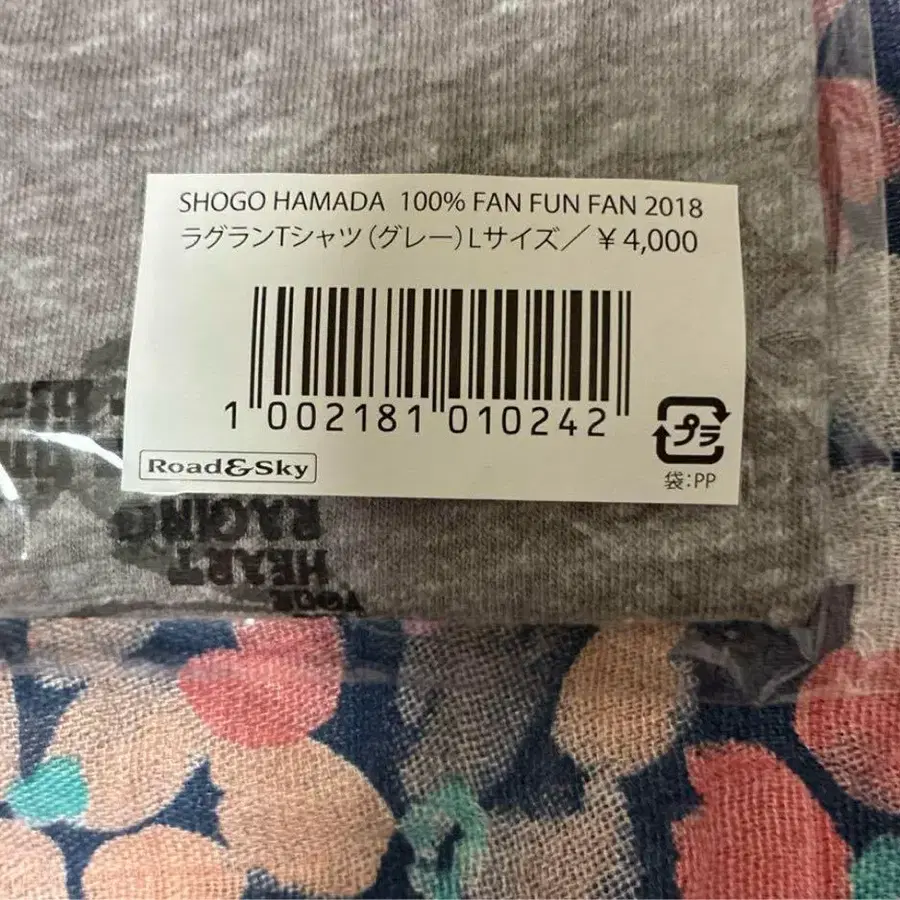 SHOGO HAMADA 100% FAN FUN FAN 2018
ラグランTシャツ(グレー)Lサイズ／￥4,000
1 002181 010242
プラ
Road&Sky
袋:PP
RAGING
HEART
YOUR